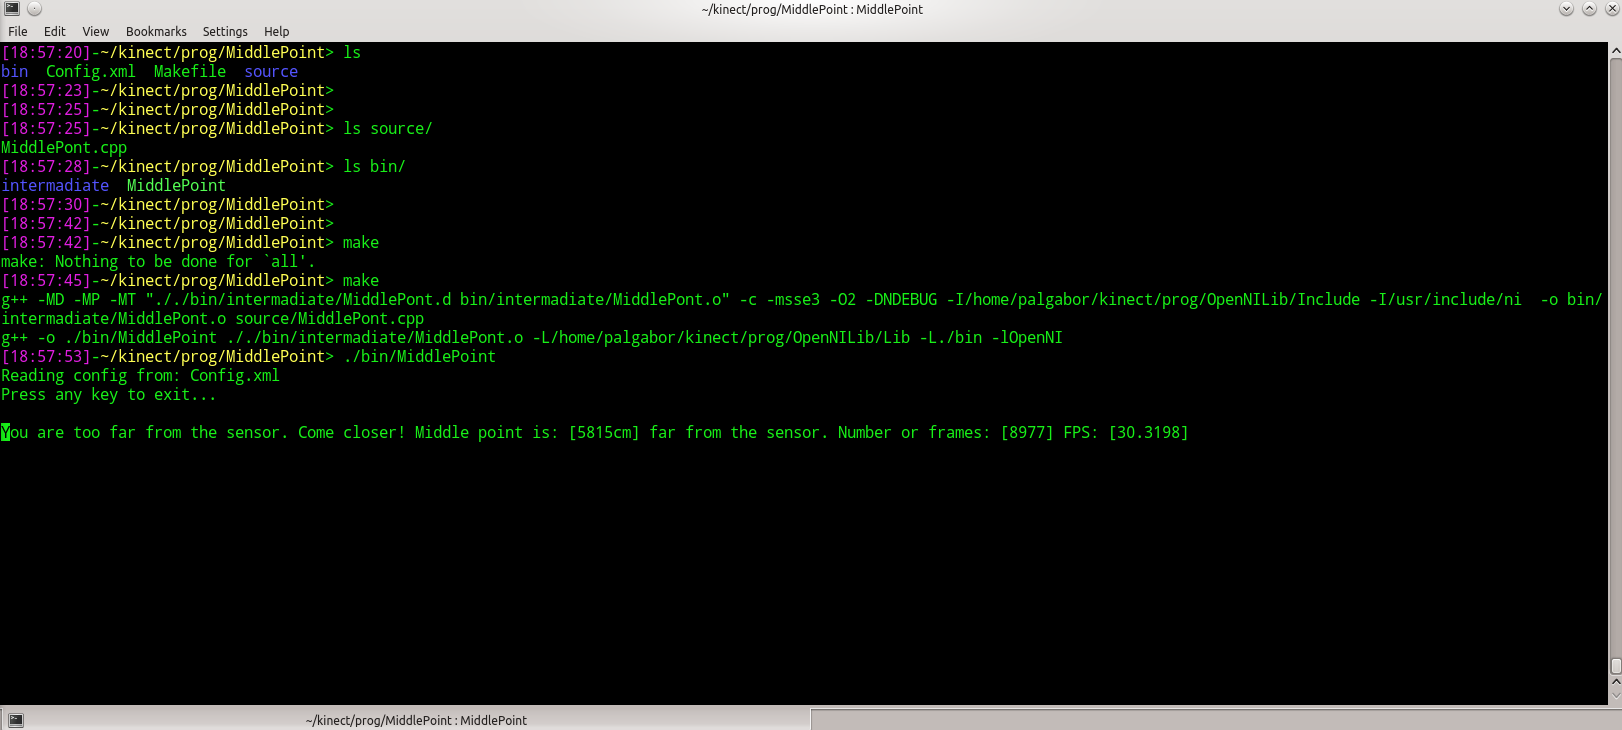 ~/kinect/prog/MiddlePoint : MiddlePoint
File Edit View Bookmarks Settings Help
[18:57:20]-~/kinect/prog/MiddlePoint> ls
bin  Config.xml  Makefile  source
[18:57:23]-~/kinect/prog/MiddlePoint>
[18:57:25]-~/kinect/prog/MiddlePoint>
[18:57:25]-~/kinect/prog/MiddlePoint> ls source/
MiddlePont.cpp
[18:57:28]-~/kinect/prog/MiddlePoint> ls bin/
intermadiate  MiddlePoint
[18:57:30]-~/kinect/prog/MiddlePoint>
[18:57:42]-~/kinect/prog/MiddlePoint>
[18:57:42]-~/kinect/prog/MiddlePoint> make
make: Nothing to be done for `all'.
[18:57:45]-~/kinect/prog/MiddlePoint> make
g++ -MD -MP -MT "././bin/intermadiate/MiddlePont.d bin/intermadiate/MiddlePont.o" -c -msse3 -O2 -DNDEBUG -I/home/palgabor/kinect/prog/OpenNILib/Include -I/usr/include/ni  -o bin/
intermadiate/MiddlePont.o source/MiddlePont.cpp
g++ -o ./bin/MiddlePoint ././bin/intermadiate/MiddlePont.o -L/home/palgabor/kinect/prog/OpenNILib/Lib -L./bin -lOpenNI
[18:57:53]-~/kinect/prog/MiddlePoint> ./bin/MiddlePoint
Reading config from: Config.xml
Press any key to exit...
You are too far from the sensor. Come closer! Middle point is: [5815cm] far from the sensor. Number or frames: [8977] FPS: [30.3198]
~/kinect/prog/MiddlePoint : MiddlePoint